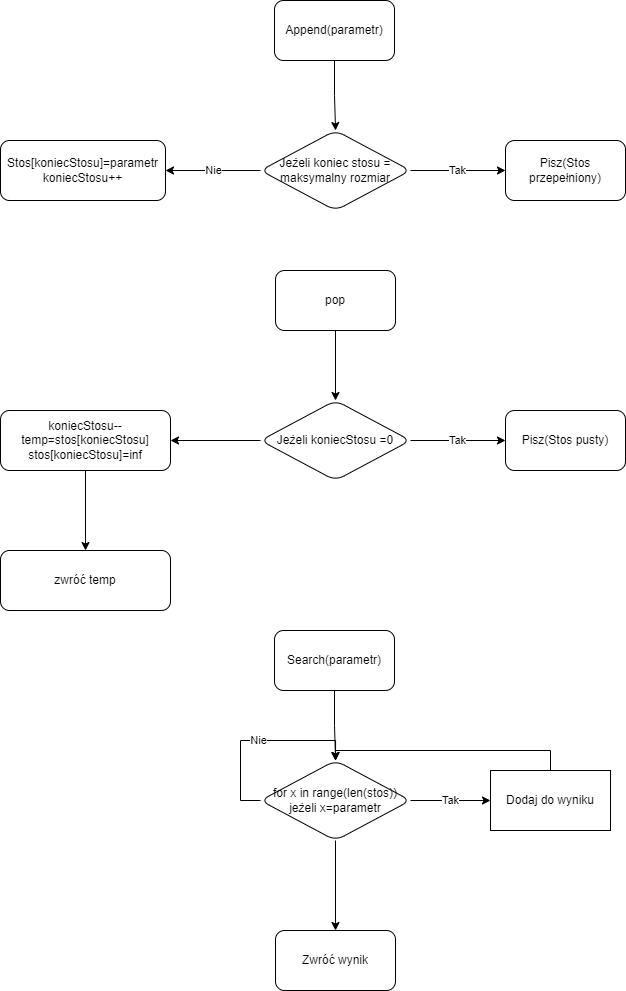 Append(parametr)
Jeżeli koniec stosu =
maksymalny rozmiar
Nie
Tak
Stos[koniecStosu]=parametr
koniecStosu++
Pisz(Stos
przepełniony)
pop
Jeżeli koniecStosu =0
Tak
koniecStosu--
temp=stos[koniecStosu]
stos[koniecStosu]=inf
Pisz(Stos pusty)
zwróć temp
Search(parametr)
Nie
for x in range(len(stos))
jeżeli x=parametr
Tak
Dodaj do wyniku
Zwróć wynik